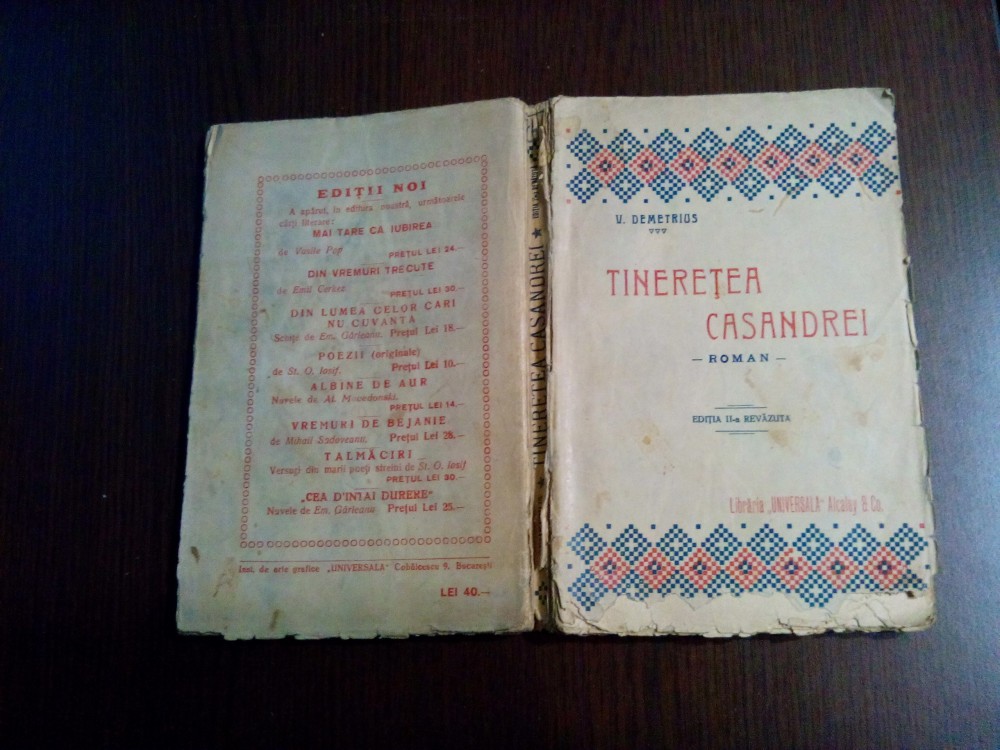 EDIȚII NOI
A apărut, în editura noastră, următoarele
cărți literare:
MAI TARE CA IUBIREA
de Vasile Pop PREȚUL LEI 24.—
DIN VREMURI TRECUTE
de Emil Cerkez PREȚUL LEI 30.—
DIN LUMEA CELOR CARI
NU CUVANTĂ
Schițe de Em. Gârleanu. Prețul Lei 18.—
POEZII (originale)
de St. O. Iosif. Prețul Lei 10.—
ALBINE DE AUR
Nuvele de Al. Macedonski.
PREȚUL LEI 14.—
VREMURI DE BEJANIE
de Mihail Sadoveanu. Prețul Lei 28.—
TALMĂCIRI
Versuri din marii poeți streini de St. O. Iosif
PREȚUL LEI 30.—
„CEA D'INTAI DURERE“
Nuvele de Em. Gârleanu Prețul Lei 25.—
Inst. de arte grafice „UNIVERSALA“ Cobălcescu 9. București
LEI 40.—
TINEREȚEA CASANDREI
V. DEMETRIUS
TINEREȚEA
CASANDREI
— ROMAN —
EDIȚIA II-a REVĂZUTA
Librăria „UNIVERSALA“ Alcalay & Co.